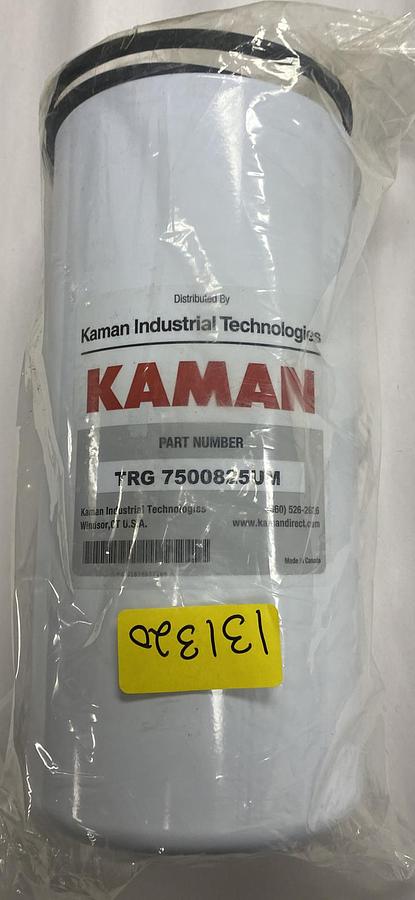 Distributed By
Kaman Industrial Technologies
KAMAN
PART NUMBER
TRG 7500825UM
Kaman Industrial Technologies
Windsor, CT U.S.A.
www.kamandirect.com
Made In Canada
131320